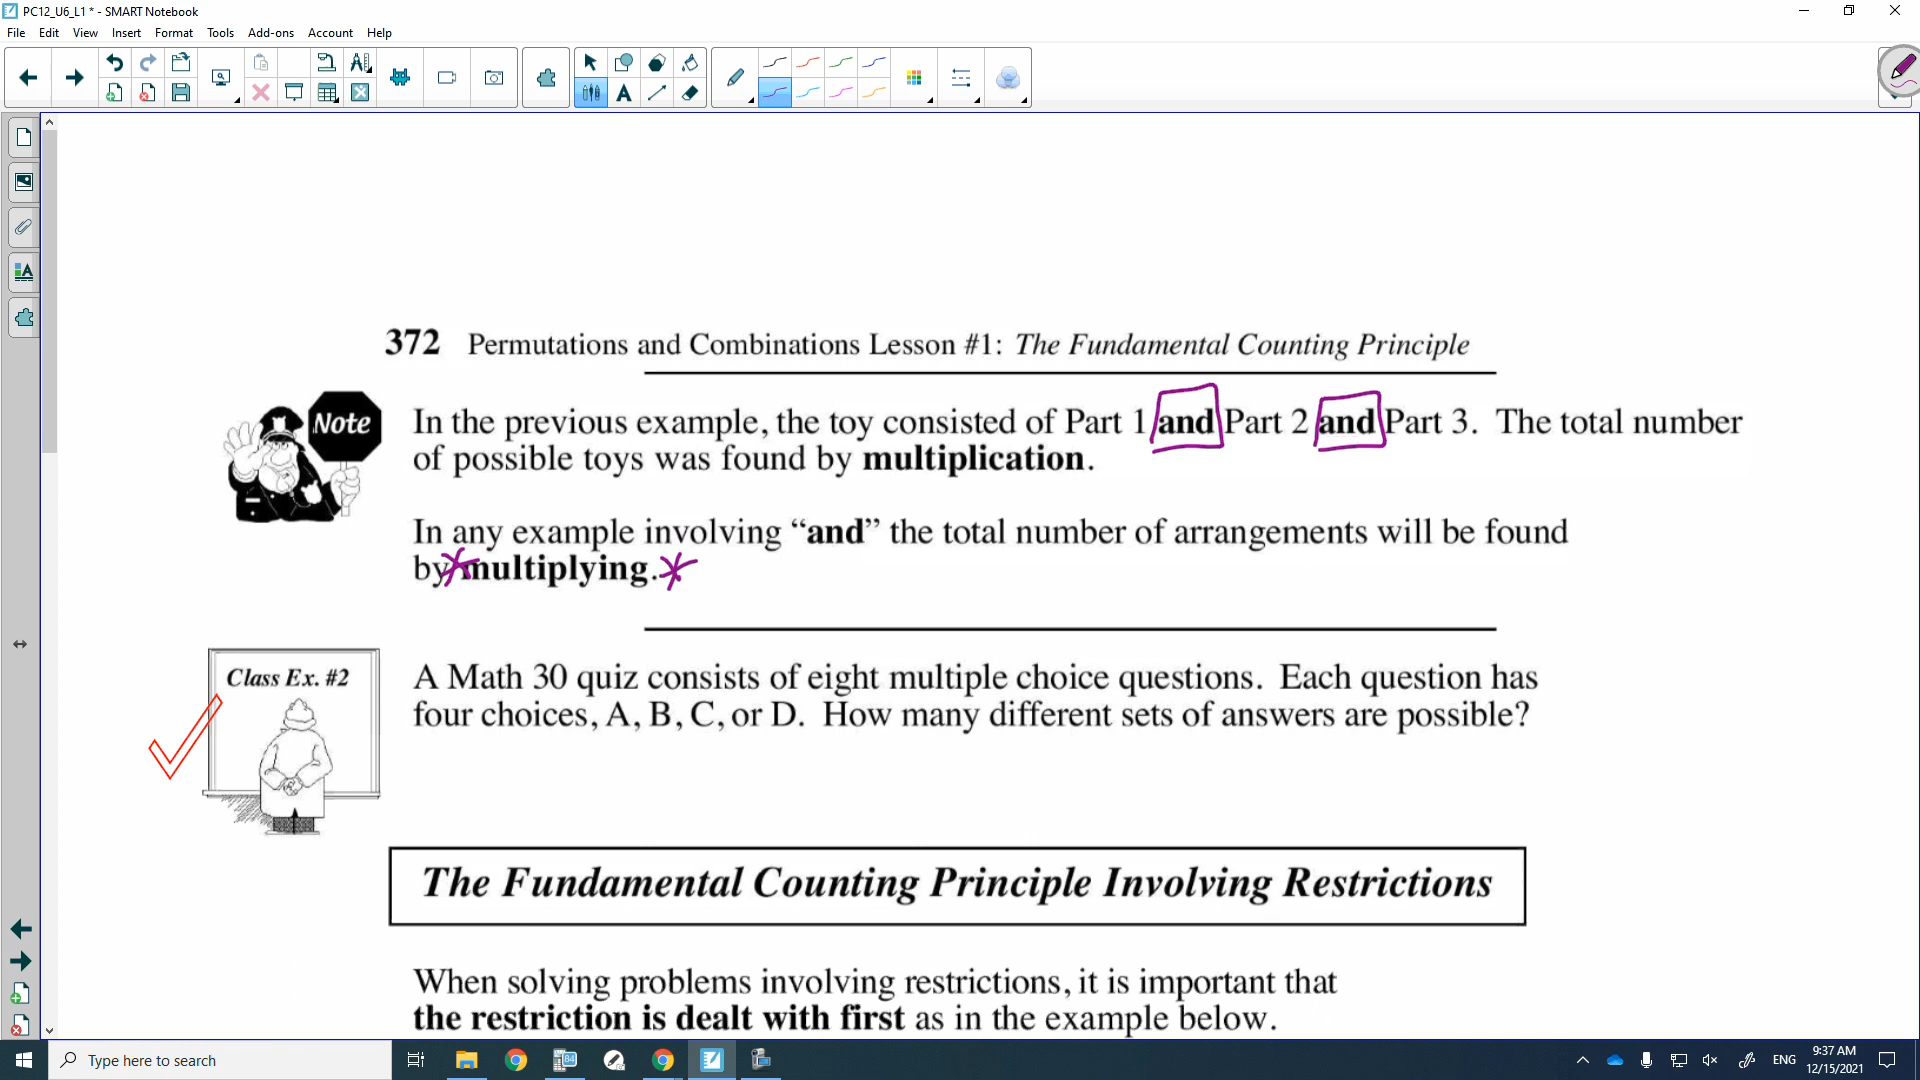 PC12_U6_L1 * - SMART Notebook
File Edit View Insert Format Tools Add-ons Account Help
372 Permutations and Combinations Lesson #1: The Fundamental Counting Principle
Note
In the previous example, the toy consisted of Part 1 and Part 2 and Part 3. The total number
of possible toys was found by multiplication.
In any example involving “and” the total number of arrangements will be found
by multiplying.
Class Ex. #2
A Math 30 quiz consists of eight multiple choice questions. Each question has
four choices, A, B, C, or D. How many different sets of answers are possible?
The Fundamental Counting Principle Involving Restrictions
When solving problems involving restrictions, it is important that
the restriction is dealt with first as in the example below.
Type here to search
84
ENG
9:37 AM
12/15/2021